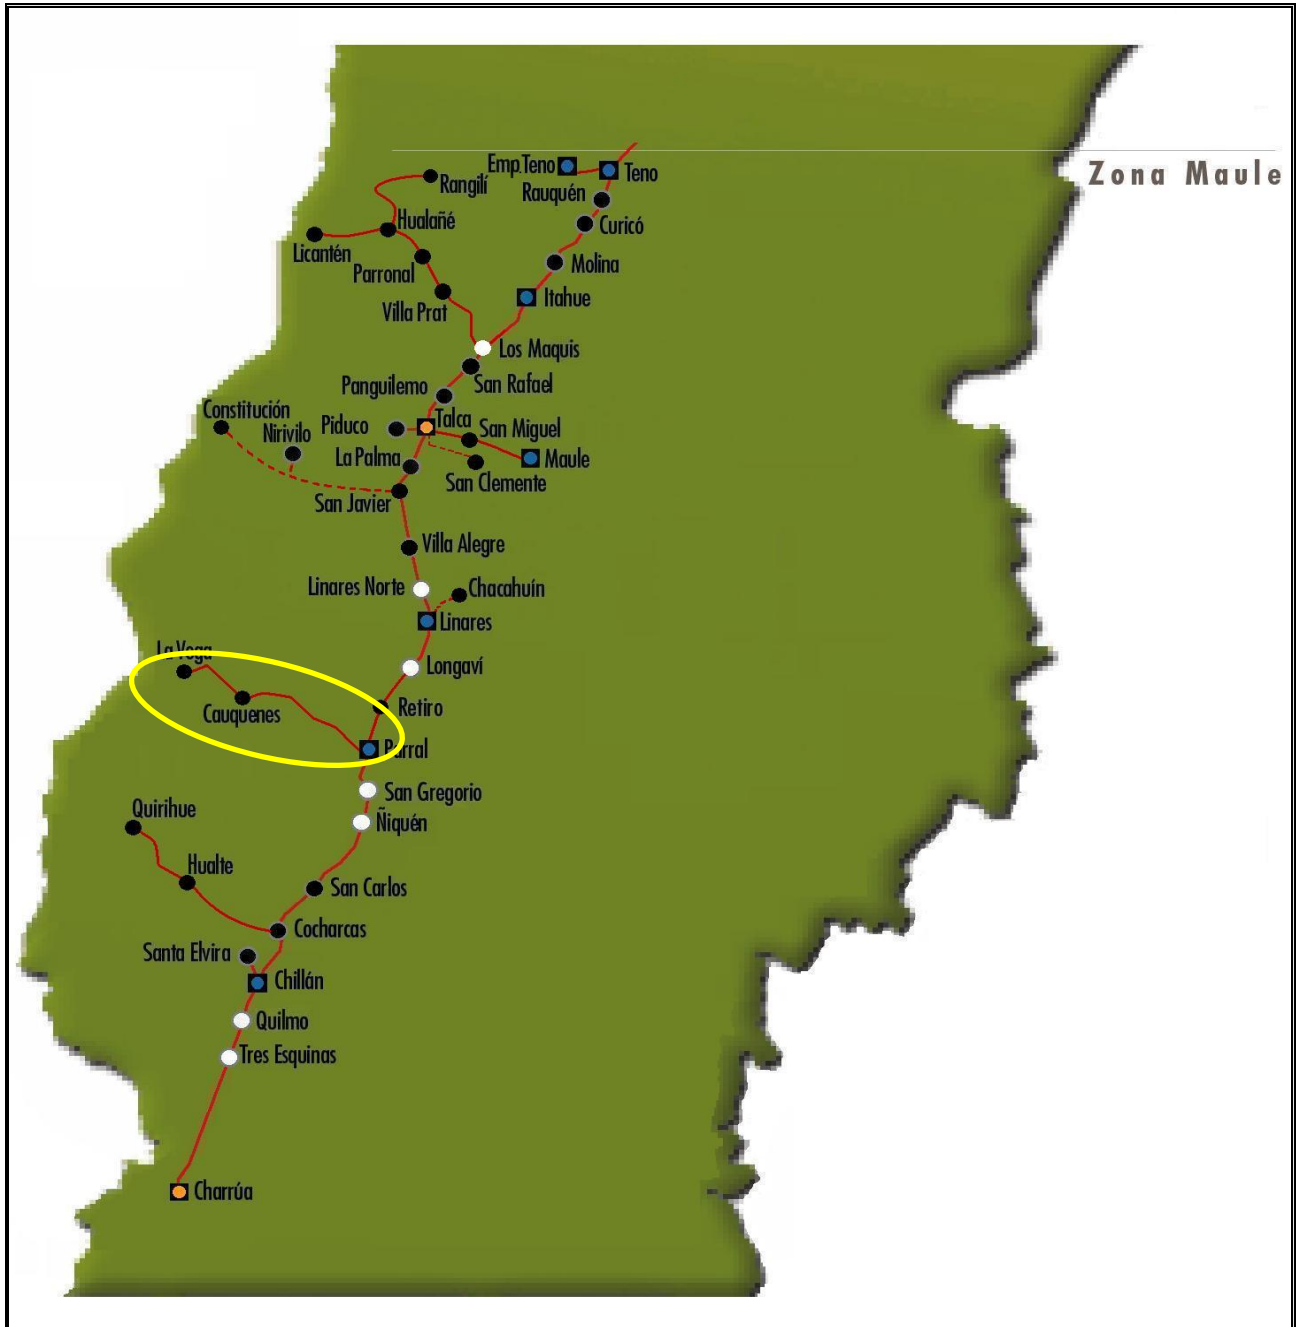 Zona Maule
Emp.Teno
Teno
Rangilí
Rauquén
Hualañé
Curicó
Licantén
Parronal
Molina
Villa Prat
Itahue
Los Maquis
San Rafael
Panguilemo
Constitución
Piduco
Talca
San Miguel
Nirivilo
La Palma
Maule
San Clemente
San Javier
Villa Alegre
Linares Norte
Chacahuín
Linares
La Vega
Longaví
Cauquenes
Retiro
Parral
San Gregorio
Quirihue
Ñiquén
Hualte
San Carlos
Cocharcas
Santa Elvira
Chillán
Quilmo
Tres Esquinas
Charrúa